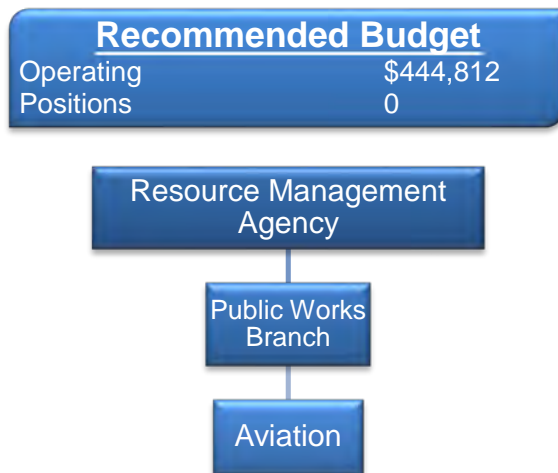 Recommended Budget
Operating $444,812
Positions 0
Resource Management
Agency
Public Works
Branch
Aviation